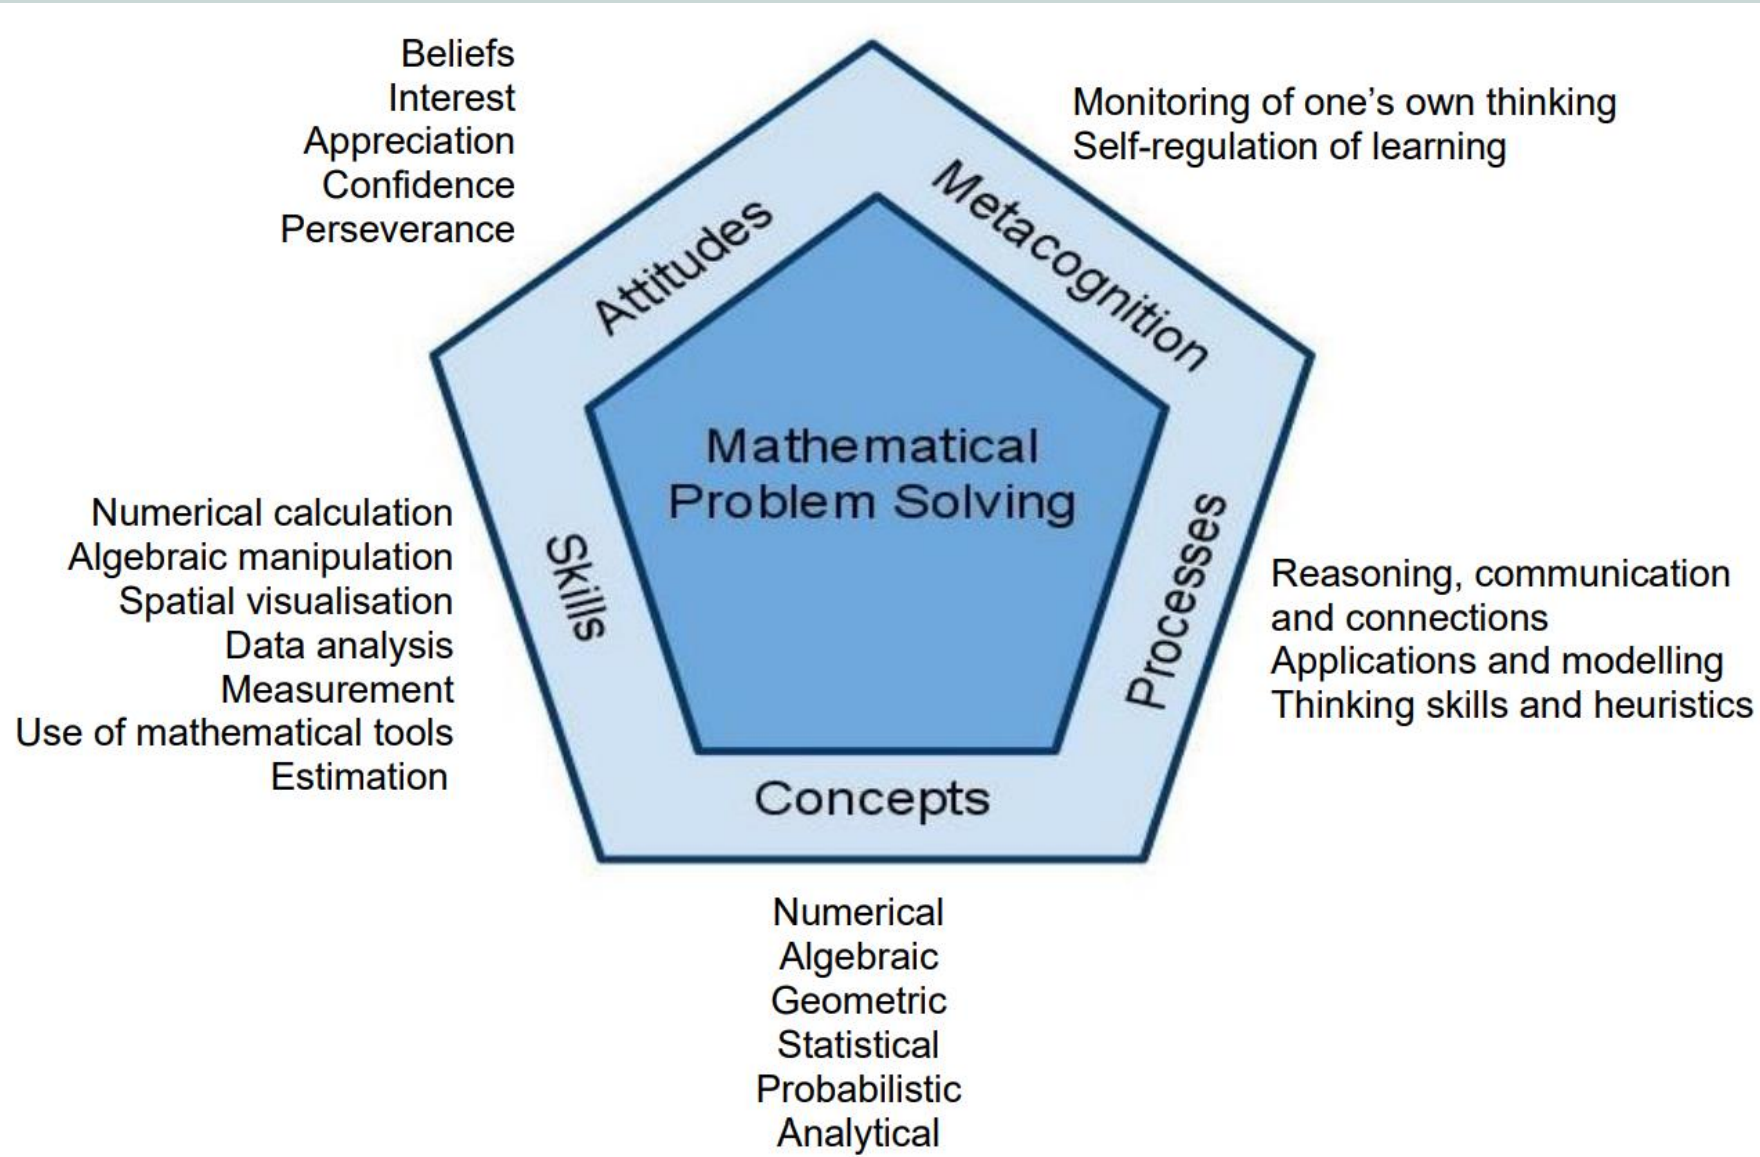 Beliefs
Interest
Appreciation
Confidence
Perseverance
Monitoring of one’s own thinking
Self-regulation of learning
Attitudes
Metacognition
Mathematical
Problem Solving
Skills
Processes
Concepts
Numerical calculation
Algebraic manipulation
Spatial visualisation
Data analysis
Measurement
Use of mathematical tools
Estimation
Reasoning, communication
and connections
Applications and modelling
Thinking skills and heuristics
Numerical
Algebraic
Geometric
Statistical
Probabilistic
Analytical